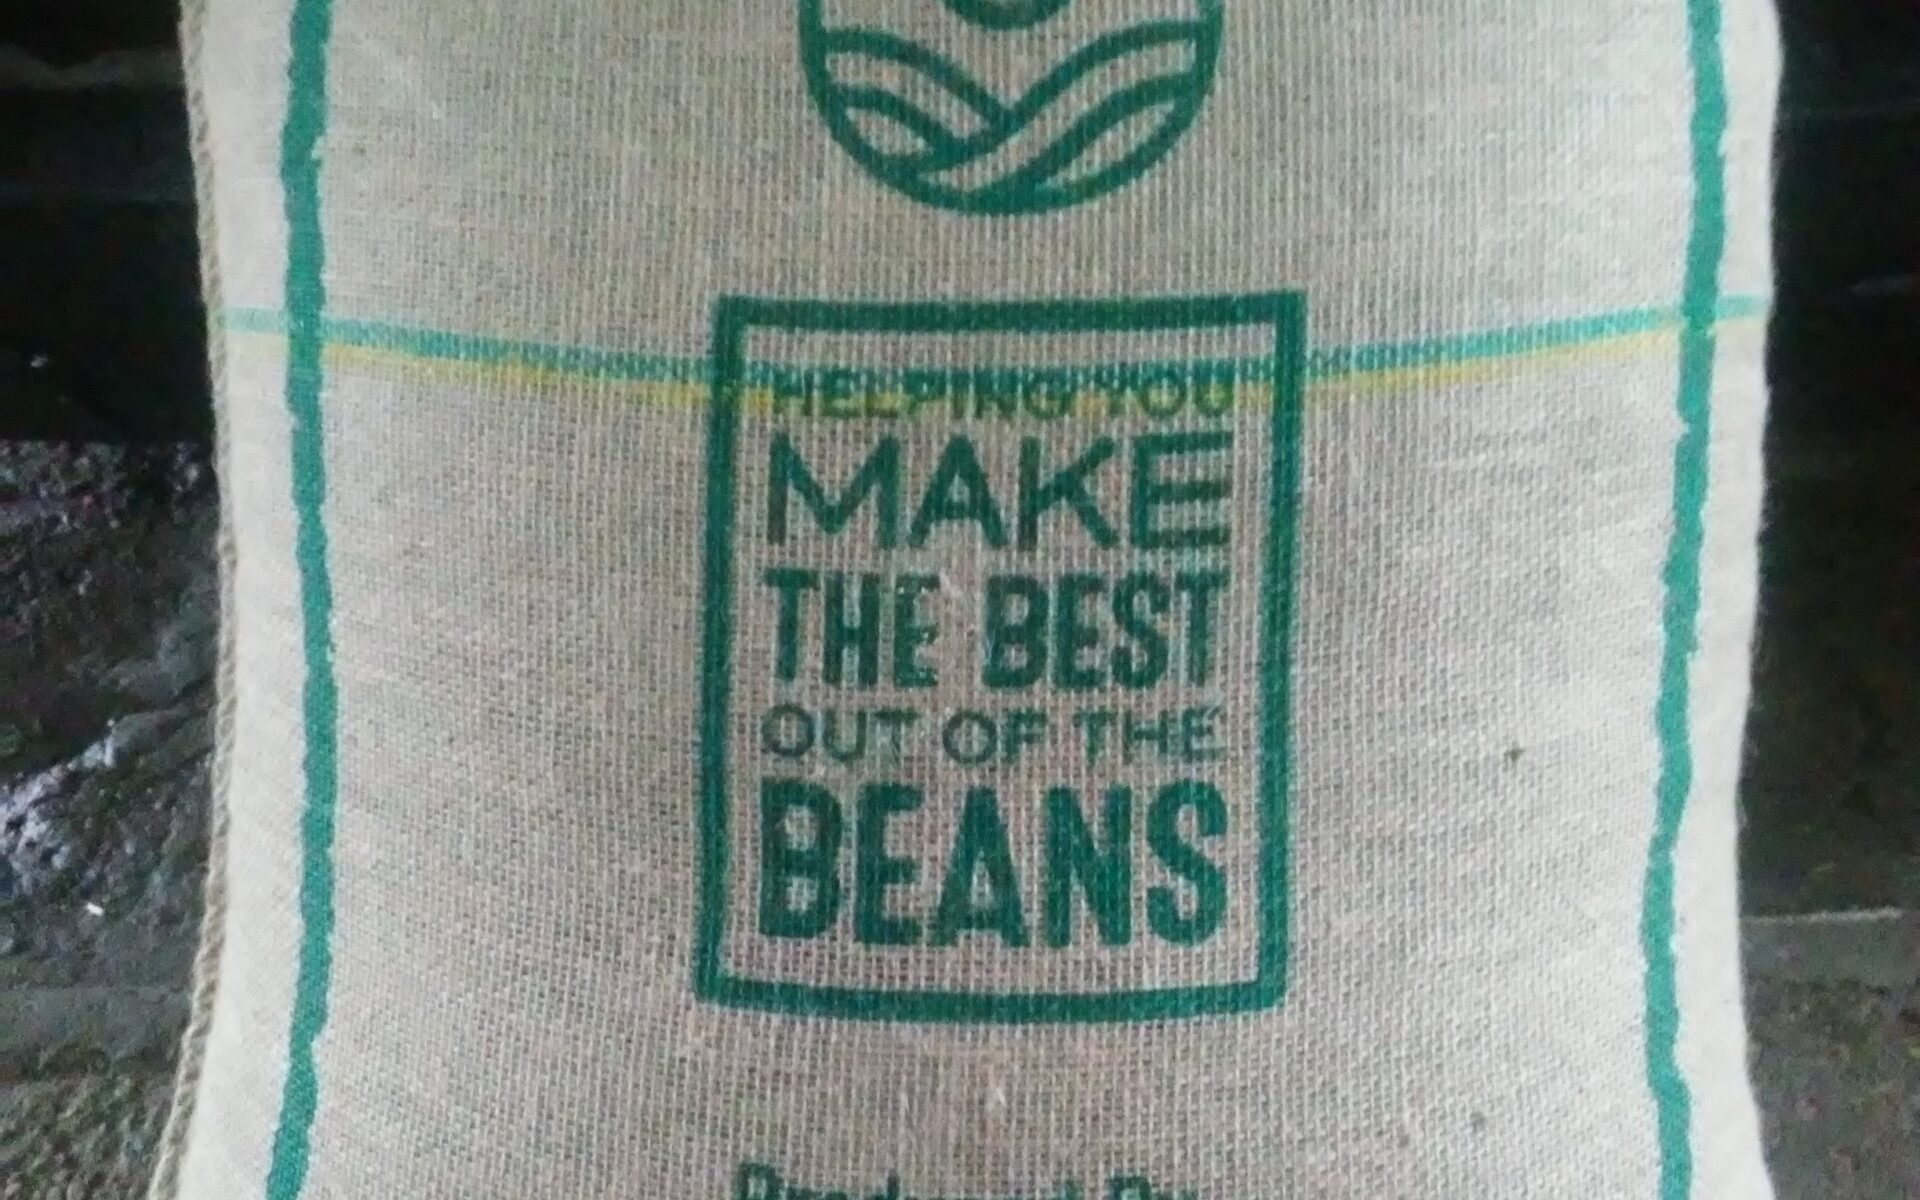 HELPING YOU
MAKE
THE BEST
OUT OF THE
BEANS